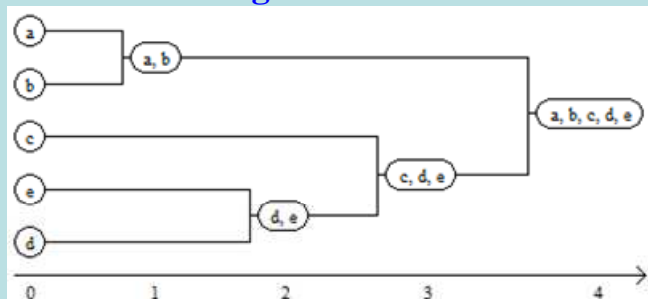 a
a, b
b
a, b, c, d, e
c
c, d, e
e
d, e
d
0 1 2 3 4